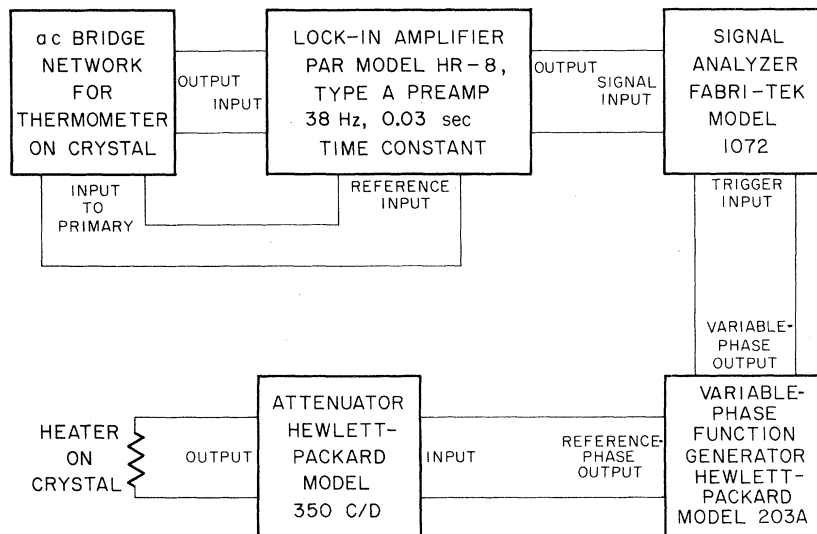 ac BRIDGE
NETWORK
FOR
THERMOMETER
ON CRYSTAL
OUTPUT
INPUT
LOCK-IN AMPLIFIER
PAR MODEL HR-8,
TYPE A PREAMP
38 Hz, 0.03 sec
TIME CONSTANT
OUTPUT
SIGNAL
INPUT
SIGNAL
ANALYZER
FABRI-TEK
MODEL
1072
INPUT
TO
PRIMARY
REFERENCE
INPUT
TRIGGER
INPUT
VARIABLE-
PHASE
OUTPUT
HEATER
ON
CRYSTAL
OUTPUT
ATTENUATOR
HEWLETT-
PACKARD
MODEL
350 C/D
INPUT
REFERENCE-
PHASE
OUTPUT
VARIABLE-
PHASE
FUNCTION
GENERATOR
HEWLETT-
PACKARD
MODEL 203A